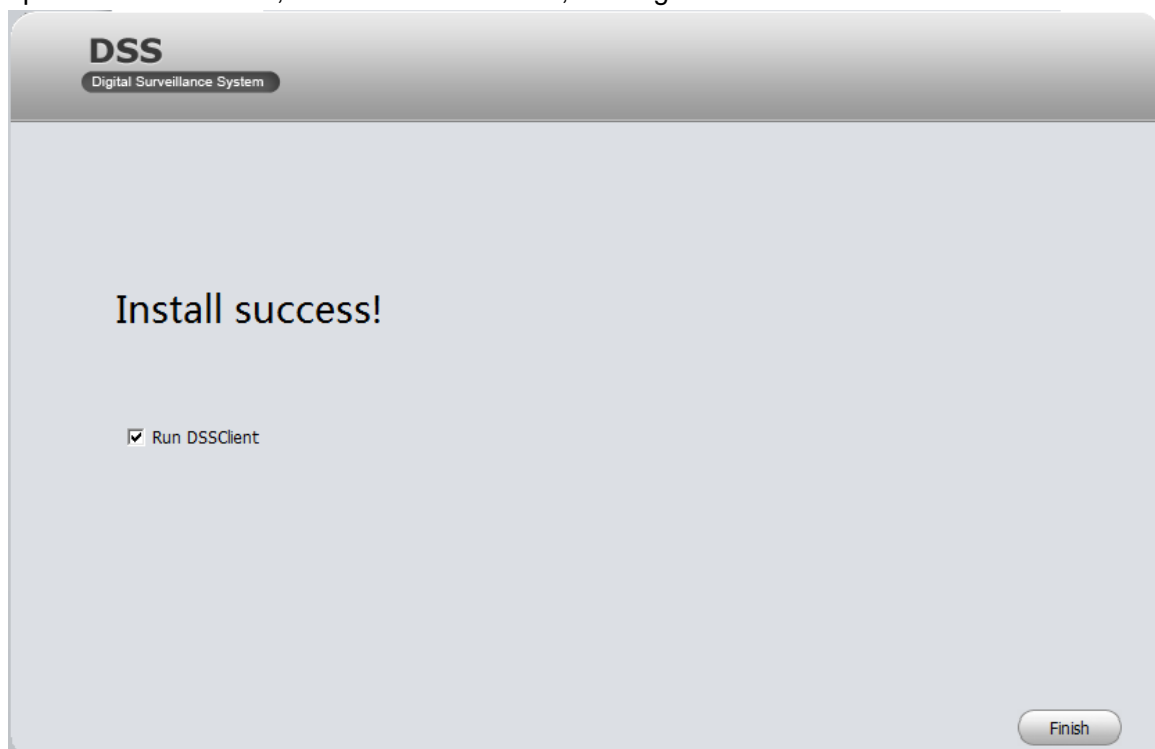 DSS
Digital Surveillance System
Install success!
Run DSSClient
Finish